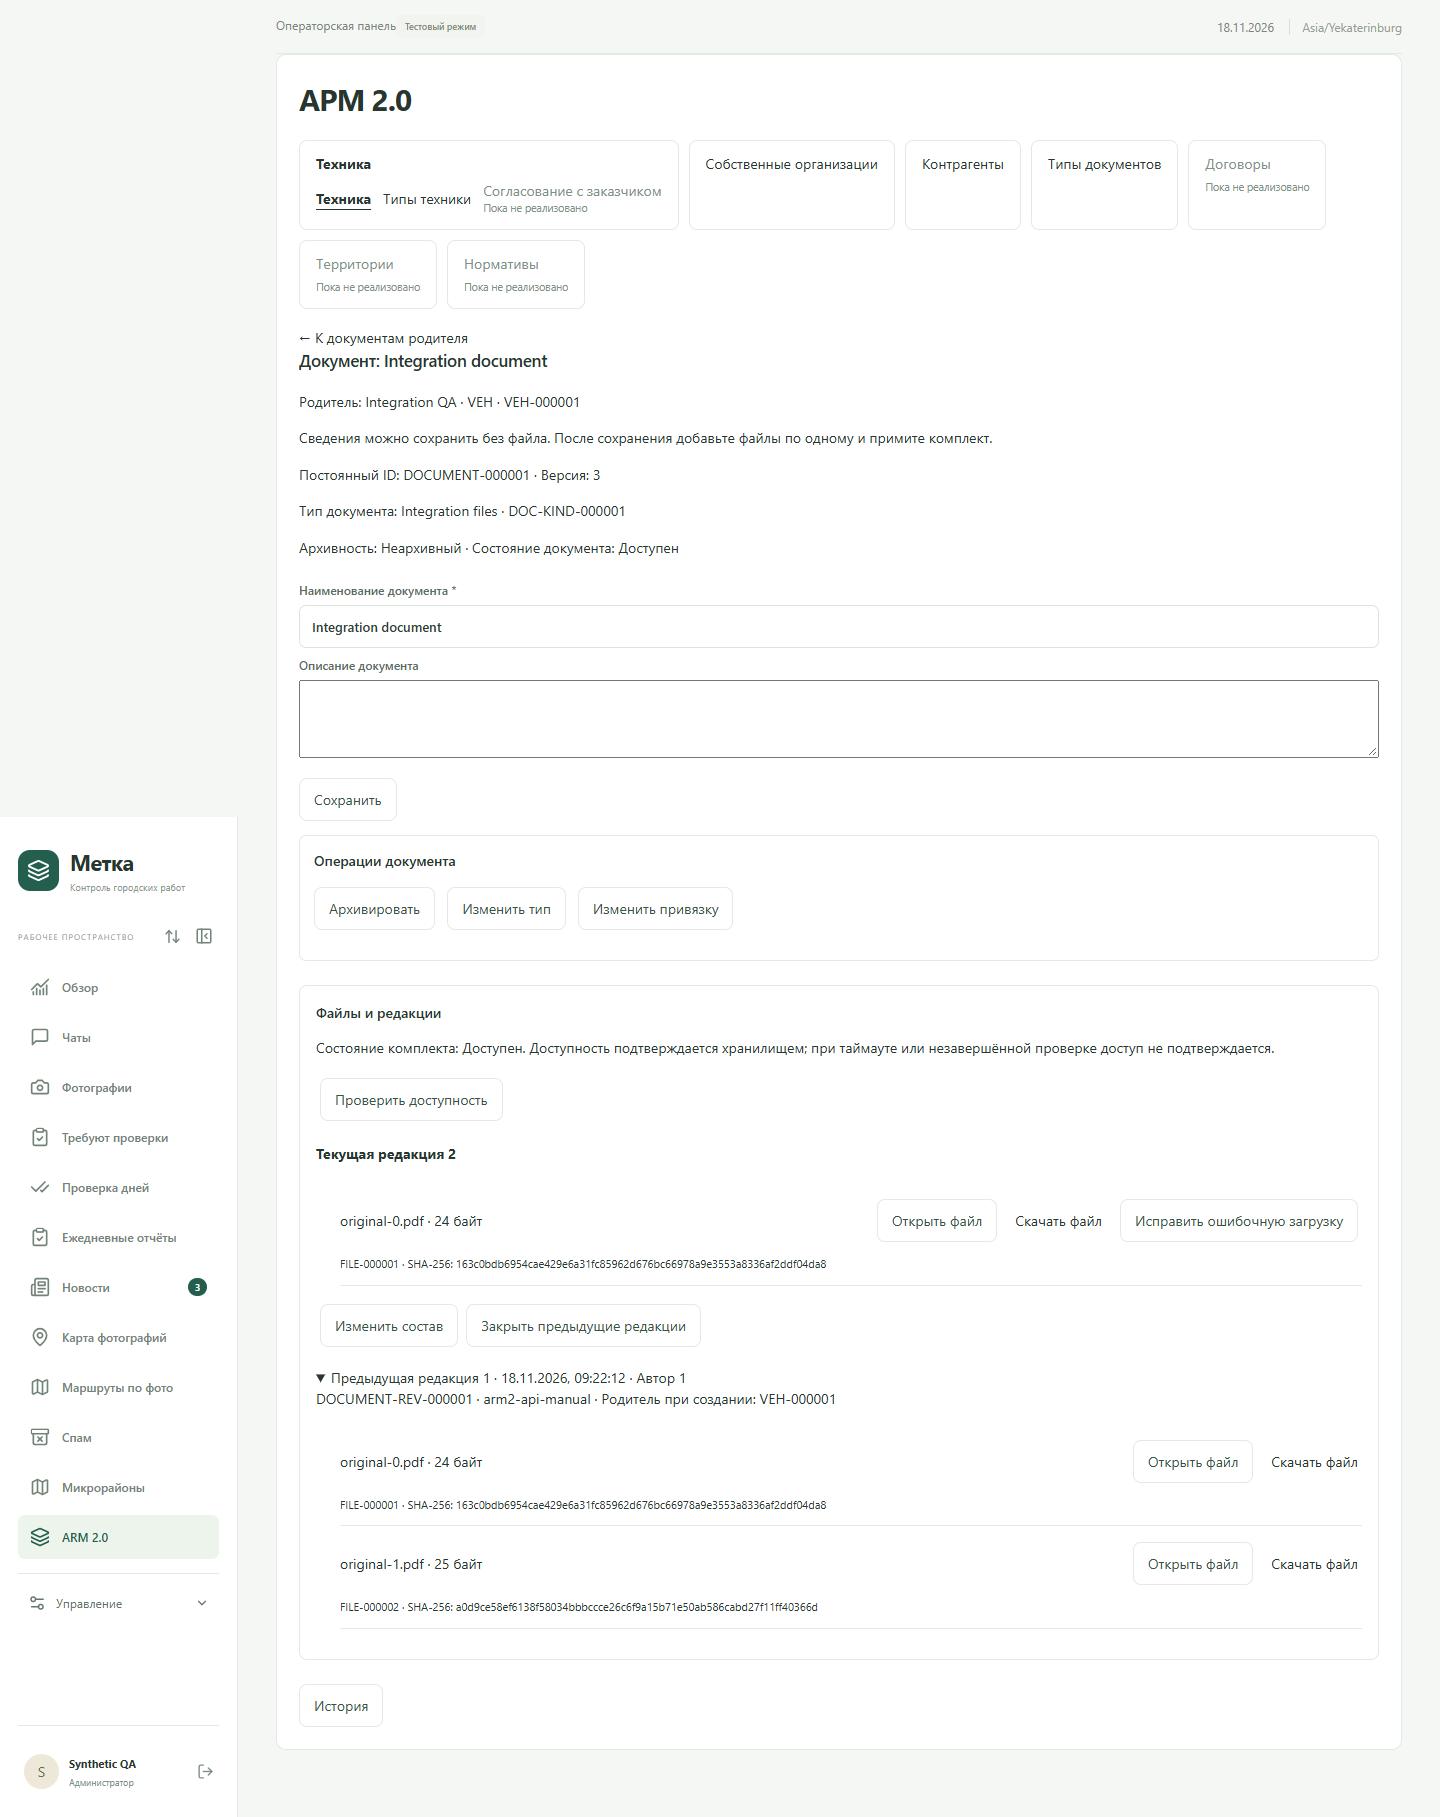 Операторская панель Тестовый режим
18.11.2026 Asia/Yekaterinburg
АРМ 2.0
Техника
Техника Типы техники Согласование с заказчиком
Пока не реализовано
Собственные организации
Контрагенты
Типы документов
Договоры
Пока не реализовано
Территории
Пока не реализовано
Нормативы
Пока не реализовано
← К документам родителя
Документ: Integration document
Родитель: Integration QA · VEH · VEH-000001
Сведения можно сохранить без файла. После сохранения добавьте файлы по одному и примите комплект.
Постоянный ID: DOCUMENT-000001 · Версия: 3
Тип документа: Integration files · DOC-KIND-000001
Архивность: Неархивный · Состояние документа: Доступен
Наименование документа *
Integration document
Описание документа
Сохранить
Операции документа
Архивировать Изменить тип Изменить привязку
Файлы и редакции
Состояние комплекта: Доступен. Доступность подтверждается хранилищем; при таймауте или незавершённой проверке доступ не подтверждается.
Проверить доступность
Текущая редакция 2
original-0.pdf · 24 байт Открыть файл Скачать файл Исправить ошибочную загрузку
FILE-000001 · SHA-256: 163c0bdb6954cae429e6a31fc85962d676bc66978a9e3553a8336af2ddf04da8
Изменить состав Закрыть предыдущие редакции
▼ Предыдущая редакция 1 · 18.11.2026, 09:22:12 · Автор 1
DOCUMENT-REV-000001 · arm2-api-manual · Родитель при создании: VEH-000001
original-0.pdf · 24 байт Открыть файл Скачать файл
FILE-000001 · SHA-256: 163c0bdb6954cae429e6a31fc85962d676bc66978a9e3553a8336af2ddf04da8
original-1.pdf · 25 байт Открыть файл Скачать файл
FILE-000002 · SHA-256: a0d9ce58ef6138f58034bbbccce26c6f9a15b71e50ab586cabd27f11ff40366d
История
Метка
Контроль городских работ
РАБОЧЕЕ ПРОСТРАНСТВО
Обзор
Чаты
Фотографии
Требуют проверки
Проверка дней
Ежедневные отчёты
Новости 3
Карта фотографий
Маршруты по фото
Спам
Микрорайоны
ARM 2.0
Управление
S
Synthetic QA
Администратор